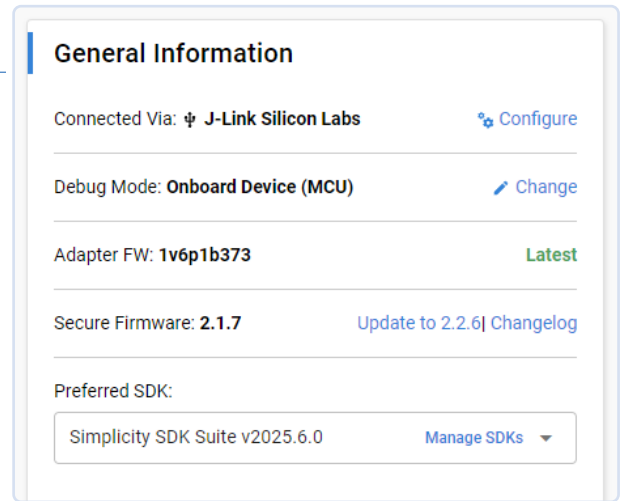 General Information
Connected Via: J-Link Silicon Labs Configure
Debug Mode: Onboard Device (MCU) Change
Adapter FW: 1v6p1b373 Latest
Secure Firmware: 2.1.7 Update to 2.2.6| Changelog
Preferred SDK:
Simplicity SDK Suite v2025.6.0 Manage SDKs